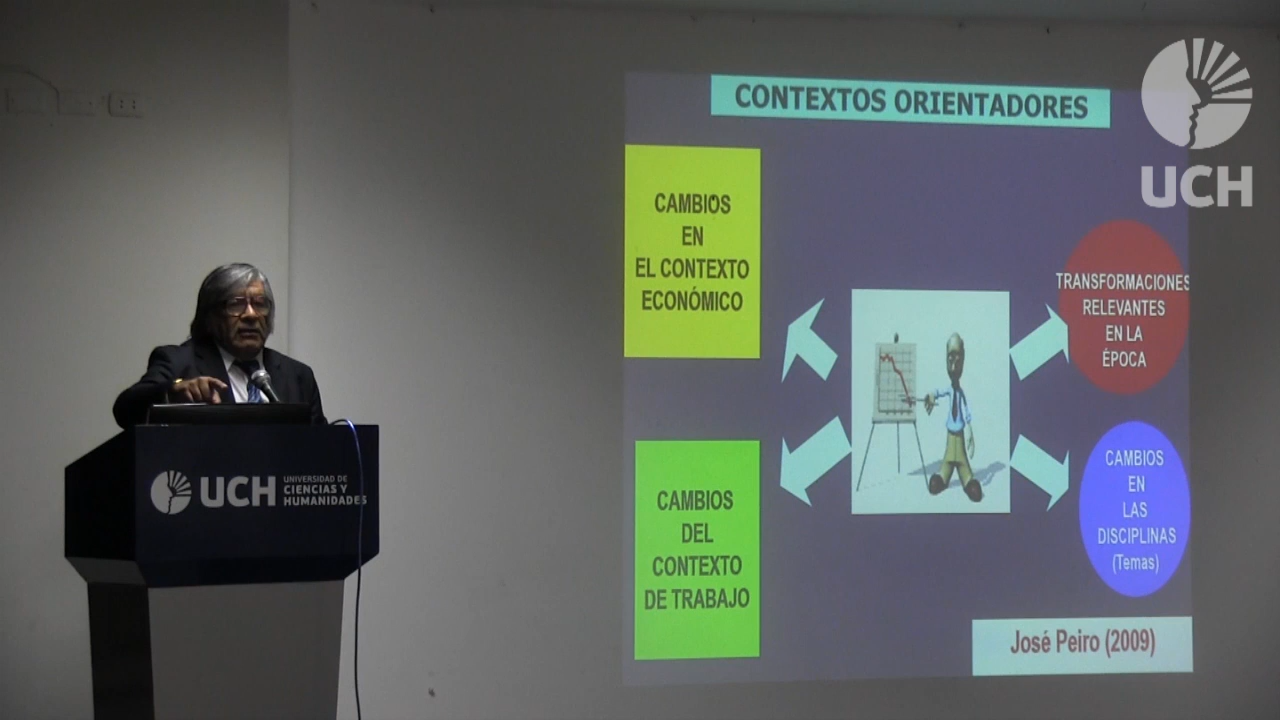 CONTEXTOS ORIENTADORES
UCH
CAMBIOS
EN
EL CONTEXTO
ECONÓMICO
TRANSFORMACIONES
RELEVANTES
EN LA
ÉPOCA
CAMBIOS
DEL
CONTEXTO
DE TRABAJO
CAMBIOS
EN
LAS
DISCIPLINAS
(Temas)
José Peiro (2009)
UCH
UNIVERSIDAD DE
CIENCIAS Y
HUMANIDADES